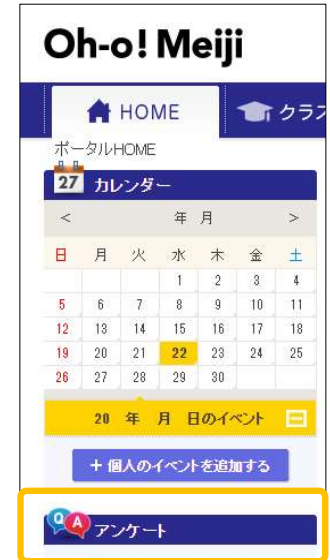 Oh-o! Meiji
HOME クラス
ポータルHOME
27 カレンダー
< 年 月 >
日 月 火 水 木 金 土
1 2 3 4
5 6 7 8 9 10 11
12 13 14 15 16 17 18
19 20 21 22 23 24 25
26 27 28 29 30
20 年 月 日のイベント
+ 個人のイベントを追加する
QA アンケート